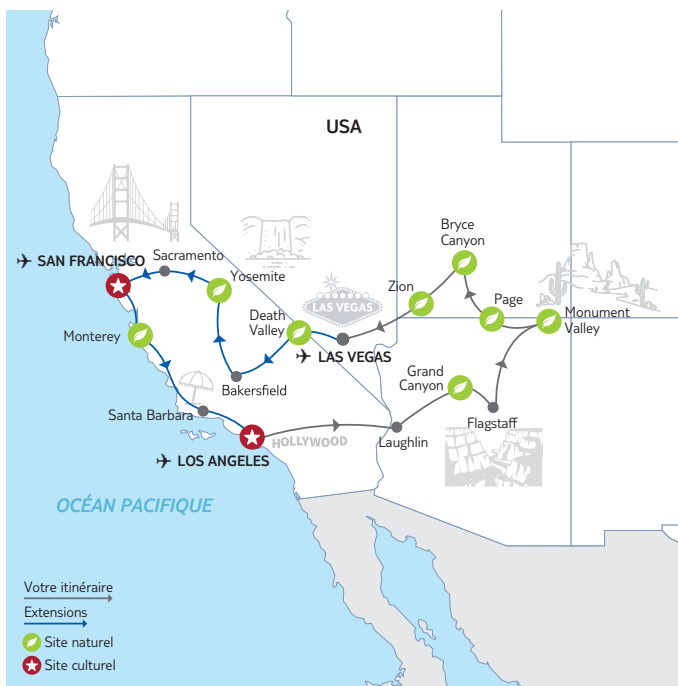 USA
Bryce
Canyon
Sacramento
SAN FRANCISCO
Yosemite
Zion
LAS VEGAS
Page
Monument
Valley
Death
Valley
Monterey
LAS VEGAS
Grand
Canyon
Bakersfield
Santa Barbara
Flagstaff
HOLLYWOOD
Laughlin
LOS ANGELES
OCÉAN PACIFIQUE
Votre itinéraire
Extensions
Site naturel
Site culturel